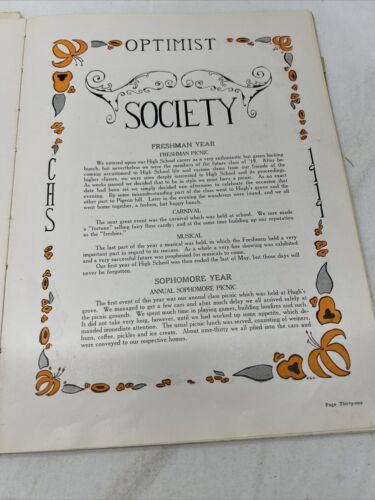 OPTIMIST
SOCIETY
CHS
1919
FRESHMAN YEAR
FRESHMAN PICNIC
We entered upon our High School career as a very enthusiastic but green looking
bunch, but nevertheless we were the members of the future class of '19. After be-
coming accustomed to High School life and various slams from our friends of the
higher classes, we were soon deeply interested in High School and its proceedings.
As weeks passed we decided that to be in style we must have a picnic. As no exact
date had been set we simply decided one afternoon to celebrate the occasion that
evening. By some misunderstanding part of the class went to Hugh's grove and the
other part to Pigeon hill. Later in the evening the wanderers were found, and we all
went home together, a forlorn, but happy bunch.
CARNIVAL
The next great event was the carnival which was held at school. We sure made
a "fortune" selling fairy floss candy; and at the same time building up our reputaties
as the "freshies."
MUSICAL
The last part of the year a musical was held, in which the Freshmen held a very
important part in regard to its success. As a whole a very fine showing was exhibited
and a very successful future was prophesied for musicals to come.
Our first year of High School was then ended the last of May, but those days will
never be forgotten.
SOPHOMORE YEAR
ANNUAL SOPHOMORE PICNIC
The first event of this year was our annual class picnic which was held at Hugh's
grove. We managed to get a few cars and after much delay we all arrived safely at
the picnic grounds. We spent much time in playing games, building bonfires and such.
It did not take very long, however, until we had worked up some appetite, which de-
manded immediate attention. The usual picnic lunch was served, consisting of weiners,
buns, coffee, pickles and ice cream. About nine-thirty we all piled into the cars and
were conveyed to our respective homes.
Page Thirty-one